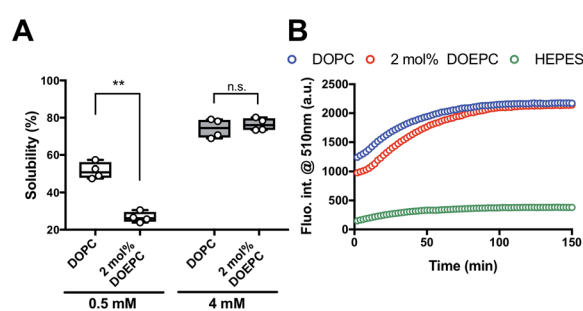 A
Solubility (%)
100
80
60
40
20
**
n.s.
DOPC
2 mol%
DOEPC
DOPC
2 mol%
DOEPC
0.5 mM
4 mM
B
DOPC 2 mol% DOEPC HEPES
Fluo. int. @ 510nm (a.u.)
2500
2000
1500
1000
500
0
0 50 100 150
Time (min)